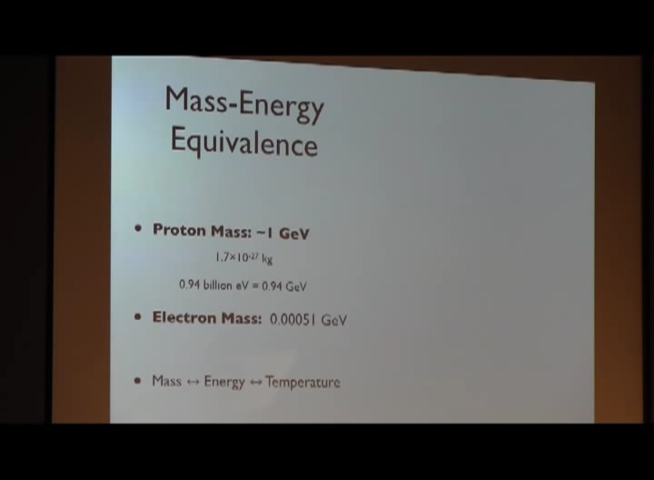 Mass-Energy
Equivalence
• Proton Mass: ~1 GeV
1.7×10⁻²⁷ kg
0.94 billion eV = 0.94 GeV
• Electron Mass: 0.00051 GeV
• Mass ↔ Energy ↔ Temperature